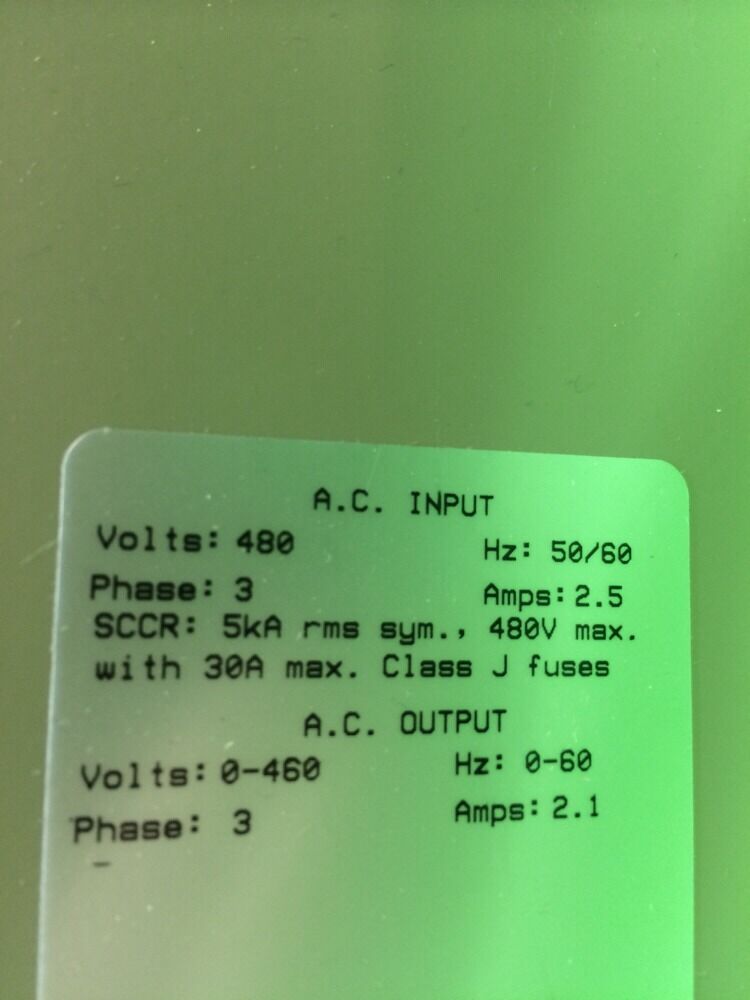 A.C. INPUT
Volts: 480 Hz: 50/60
Phase: 3 Amps: 2.5
SCCR: 5kA rms sym., 480V max.
with 30A max. Class J fuses
A.C. OUTPUT
Volts: 0-460 Hz: 0-60
Phase: 3 Amps: 2.1